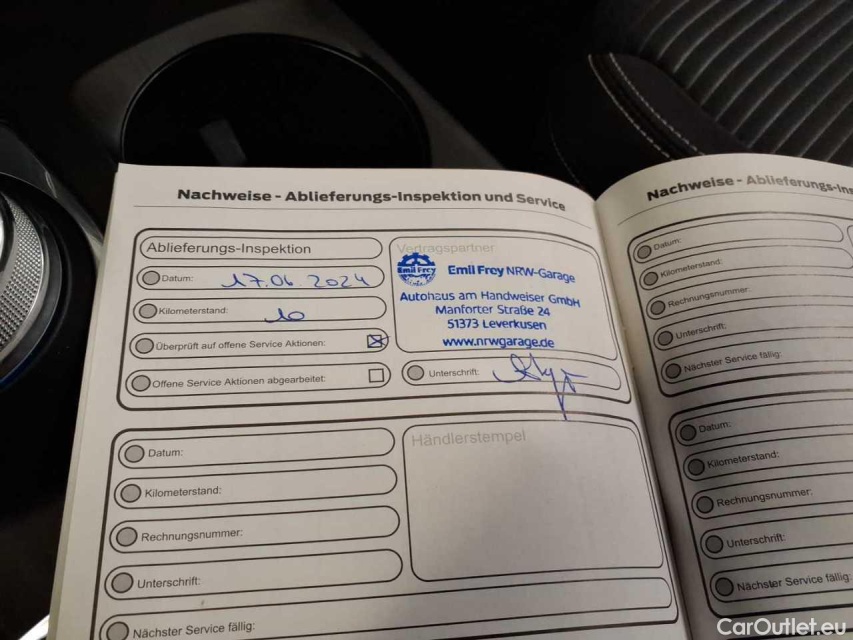 Nachweise - Ablieferungs-Inspektion und Service
Ablieferungs-Inspektion
Datum: 17.06 2024
Kilometerstand: 10
Überprüft auf offene Service Aktionen:
Offene Service Aktionen abgearbeitet:
Vertragspartner
Emil Frey
Emil Frey NRW-Garage
Autohaus am Handweiser GmbH
Manforter Straße 24
51373 Leverkusen
www.nrwgarage.de
Unterschrift:
Datum:
Kilometerstand:
Rechnungsnummer:
Unterschrift:
Nächster Service fällig:
Händlerstempel
Nachweise - Ablieferungs-Ins
Datum:
Kilometerstand:
Rechnungsnummer:
Unterschrift:
Nächster Service fällig:
Datum:
Kilometerstand:
Rechnungsnummer:
Unterschrift:
Nächster Service fällig:
CarOutlet.eu